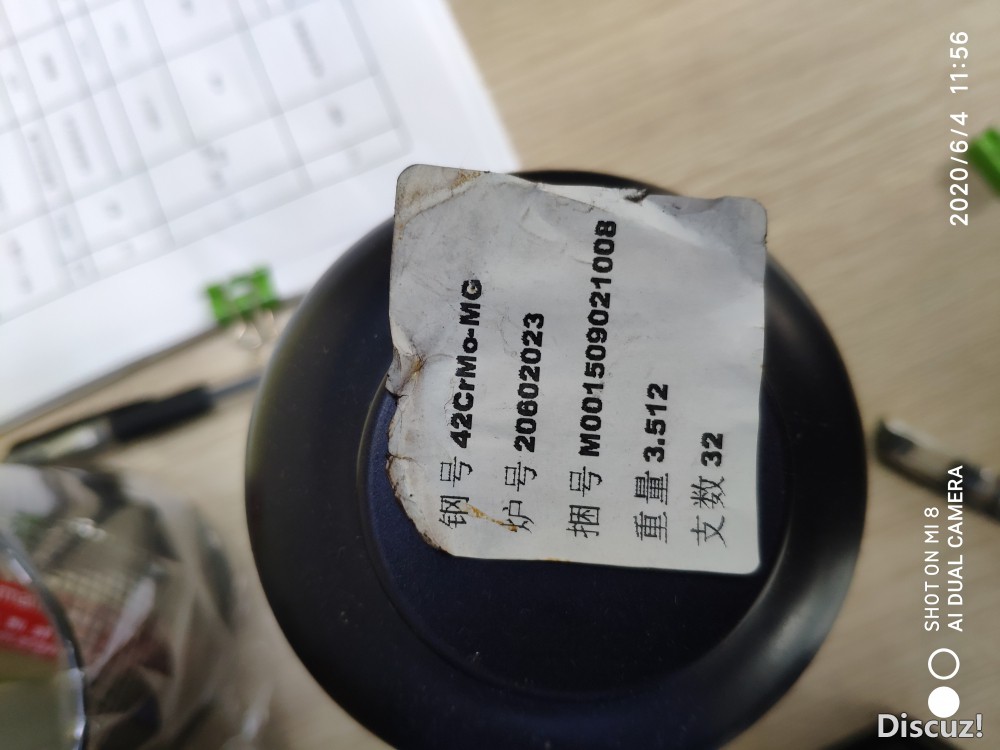 钢号 42CrMo-MG
炉号 20602023
捆号 M001509021008
重量 3.512
支数 32
2020/6/4 11:56
SHOT ON MI 8
AI DUAL CAMERA
Discuz!